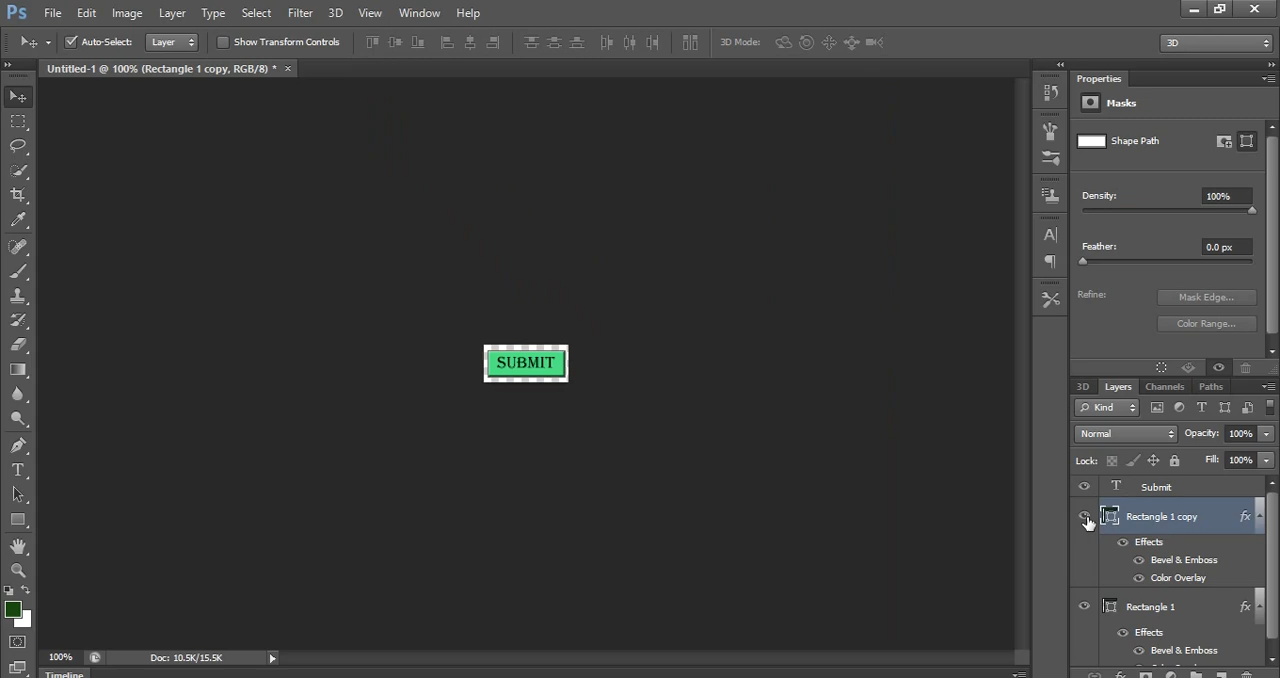 Ps File Edit Image Layer Type Select Filter 3D View Window Help
Auto-Select: Layer Show Transform Controls 3D Mode: 3D
Untitled-1 @ 100% (Rectangle 1 copy, RGB/8) * ×
Properties
Masks
Shape Path
Density: 100%
Feather: 0.0 px
Refine: Mask Edge...
Color Range...
SUBMIT
3D Layers Channels Paths
Kind
Normal Opacity: 100%
Lock: Fill: 100%
Submit
Rectangle 1 copy fx
Effects
Bevel & Emboss
Color Overlay
Rectangle 1 fx
Effects
Bevel & Emboss
100% Doc: 10.5K/15.5K
Timeline